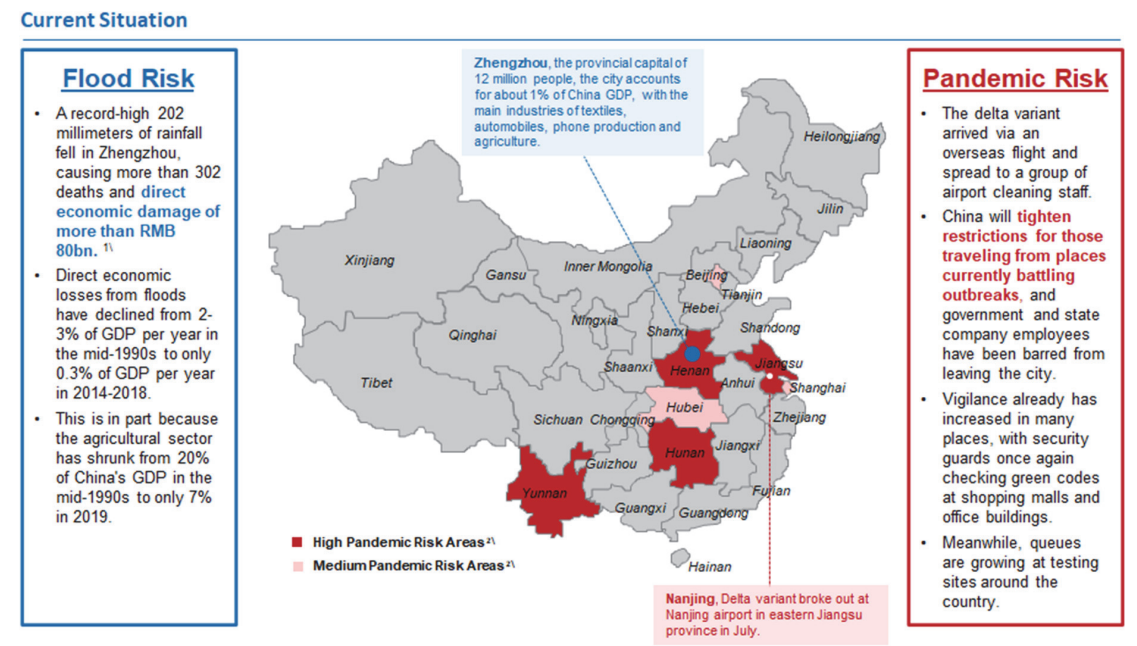 Current Situation
Flood Risk
• A record-high 202
millimeters of rainfall
fell in Zhengzhou,
causing more than 302
deaths and direct
economic damage of
more than RMB
80bn. 1\
• Direct economic
losses from floods
have declined from 2-
3% of GDP per year in
the mid-1990s to only
0.3% of GDP per year
in 2014-2018.
• This is in part because
the agricultural sector
has shrunk from 20%
of China's GDP in the
mid-1990s to only 7%
in 2019.
Zhengzhou, the provincial capital of
12 million people, the city accounts
for about 1% of China GDP, with the
main industries of textiles,
automobiles, phone production and
agriculture.
Heilongjiang
Jilin
Liaoning
Xinjiang
Gansu
Inner Mongolia
Beijing
Tianjin
Hebei
Ningxia
Shanxi
Shandong
Qinghai
Shaanxi
Henan
Jiangsu
Tibet
Anhui
Shanghai
Sichuan
Chongqing
Hubei
Zhejiang
Guizhou
Hunan
Jiangxi
Yunnan
Guangxi
Guangdong
Fujian
Hainan
High Pandemic Risk Areas 2\
Medium Pandemic Risk Areas 2\
Nanjing, Delta variant broke out at
Nanjing airport in eastern Jiangsu
province in July.
Pandemic Risk
• The delta variant
arrived via an
overseas flight and
spread to a group of
airport cleaning staff.
• China will tighten
restrictions for those
traveling from places
currently battling
outbreaks, and
government and state
company employees
have been barred from
leaving the city.
• Vigilance already has
increased in many
places, with security
guards once again
checking green codes
at shopping malls and
office buildings.
• Meanwhile, queues
are growing at testing
sites around the
country.